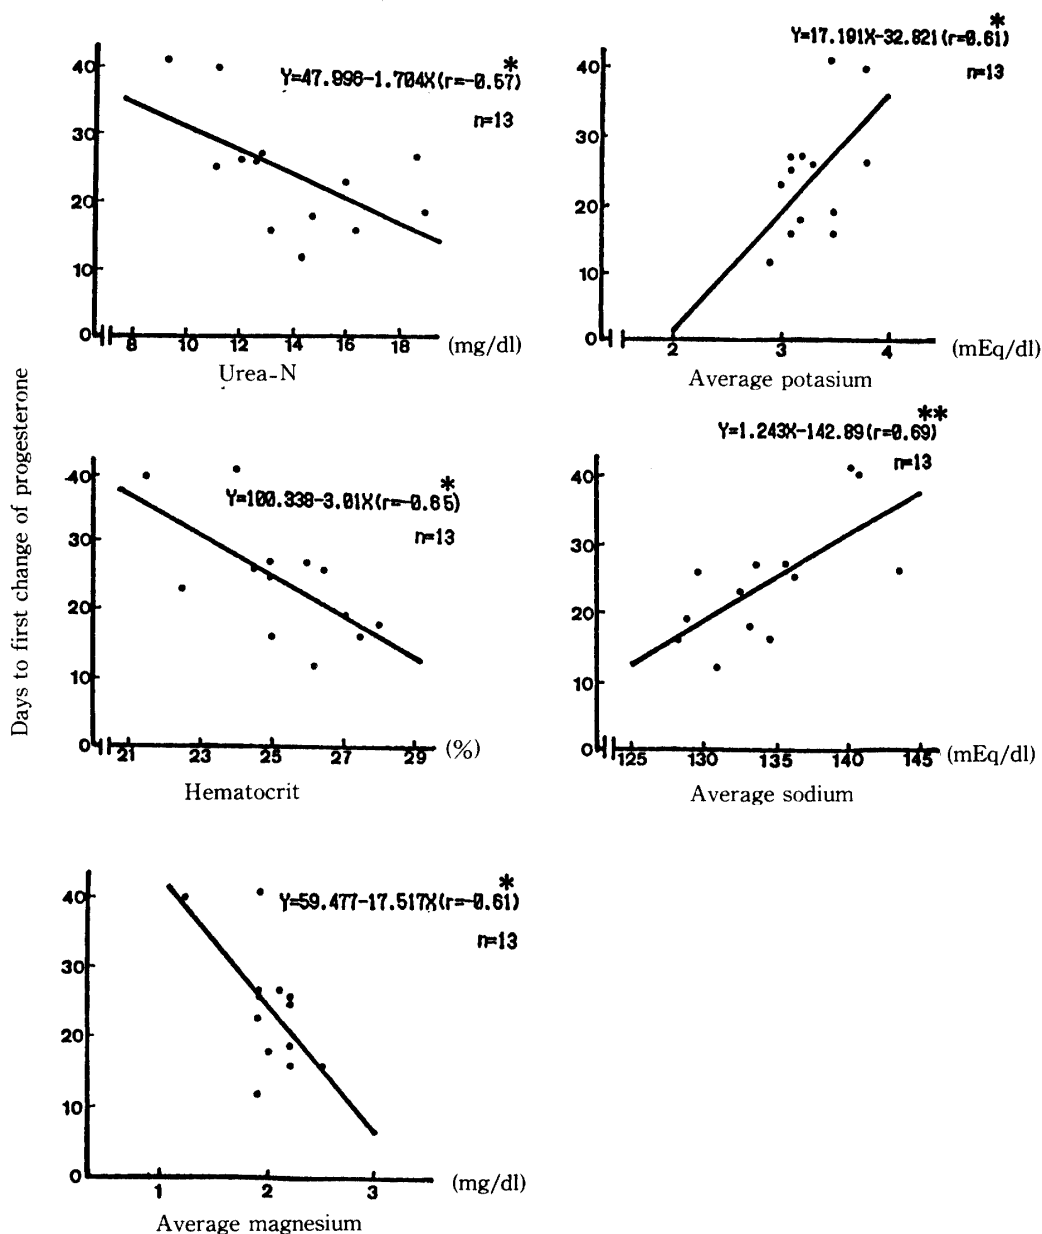 Days to first change of progesterone
*
Y=47.998-1.704X(r=-0.57)
n=13
40
30
20
10
0
8 10 12 14 16 18 (mg/dl)
Urea-N
*
Y=17.191X-32.821(r=0.61)
n=13
40
30
20
10
0
2 3 4 (mEq/dl)
Average potasium
*
Y=100.338-3.01X(r=-0.65)
n=13
40
30
20
10
0
21 23 25 27 29 (%)
Hematocrit
**
Y=1.243X-142.89(r=0.69)
n=13
40
30
20
10
0
125 130 135 140 145 (mEq/dl)
Average sodium
*
Y=59.477-17.517X(r=-0.61)
n=13
40
30
20
10
0
1 2 3 (mg/dl)
Average magnesium